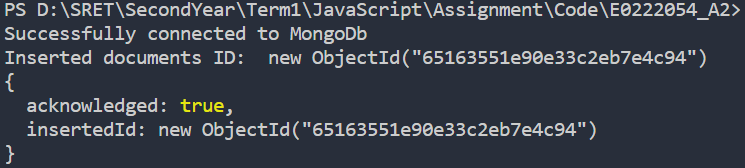 PS D:\SRET\SecondYear\Term1\JavaScript\Assignment\Code\E0222054_A2>
Successfully connected to MongoDb
Inserted documents ID:  new ObjectId("65163551e90e33c2eb7e4c94")
{
  acknowledged: true,
  insertedId: new ObjectId("65163551e90e33c2eb7e4c94")
}